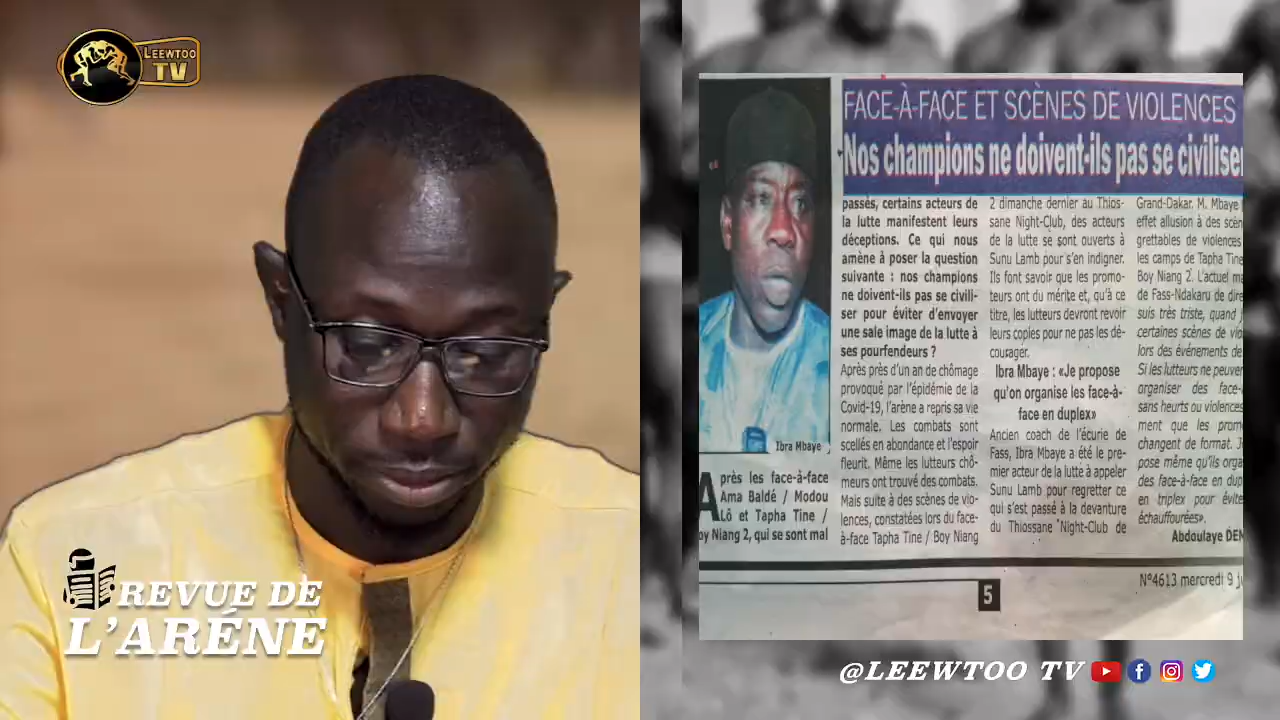 LEEWTOO
TV
REVUE DE
L'ARÉNE
FACE-À-FACE ET SCÈNES DE VIOLENCES
Nos champions ne doivent-ils pas se civiliser
Ibra Mbaye
Après les face-à-face
Ama Baldé / Modou
Lô et Tapha Tine /
oy Niang 2, qui se sont mal
passés, certains acteurs de
la lutte manifestent leurs
déceptions. Ce qui nous
amène à poser la question
suivante : nos champions
ne doivent-ils pas se civili-
ser pour éviter d'envoyer
une sale image de la lutte à
ses pourfendeurs ?
Après près d'un an de chômage
provoqué par l'épidémie de la
Covid-19, l'arène a repris sa vie
normale. Les combats sont
scellés en abondance et l'espoir
fleurit. Même les lutteurs chô-
meurs ont trouvé des combats.
Mais suite à des scènes de vio-
lences, constatées lors du face-
à-face Tapha Tine / Boy Niang
2 dimanche dernier au Thios-
sane Night-Club, des acteurs
de la lutte se sont ouverts à
Sunu Lamb pour s'en indigner.
Ils font savoir que les promo-
teurs ont du mérite et, qu'à ce
titre, les lutteurs devront revoir
leurs copies pour ne pas les dé-
courager.
Ibra Mbaye : «Je propose
qu'on organise les face-à-
face en duplex»
Ancien coach de l'écurie de
Fass, Ibra Mbaye a été le pre-
mier acteur de la lutte à appeler
Sunu Lamb pour regretter ce
qui s'est passé à la devanture
du Thiossane Night-Club de
Grand-Dakar. M. Mbaye
effet allusion à des scèn
grettables de violences
les camps de Tapha Tine
Boy Niang 2. L'actuel ma
de Fass-Ndakaru de dire
suis très triste, quand j
certaines scènes de vio
lors des événements de
Si les lutteurs ne peuven
organiser des face-à
sans heurts ou violences
ment que les prom
changent de format. J
pose même qu'ils orga
des face-à-face en dup
en triplex pour évite
échauffourées».
Abdoulaye DEM
5
N°4613 mercredi 9 ju
@LEEWTOO TV